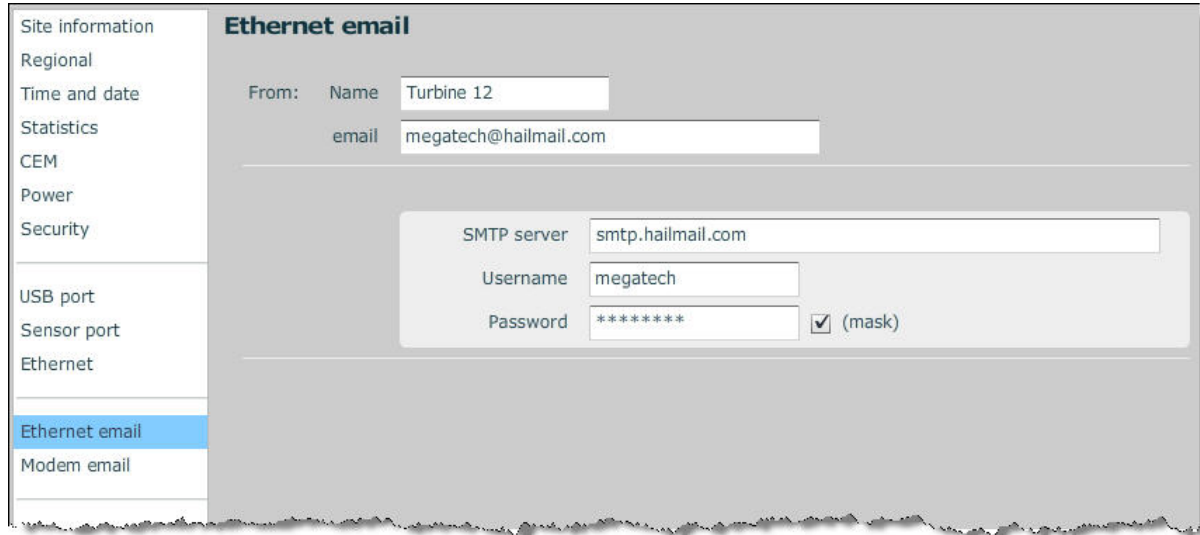 Site information
Regional
Time and date
Statistics
CEM
Power
Security
USB port
Sensor port
Ethernet
Ethernet email
Modem email
Ethernet email
From: Name Turbine 12
email megatech@hailmail.com
SMTP server smtp.hailmail.com
Username megatech
Password ******** (mask)